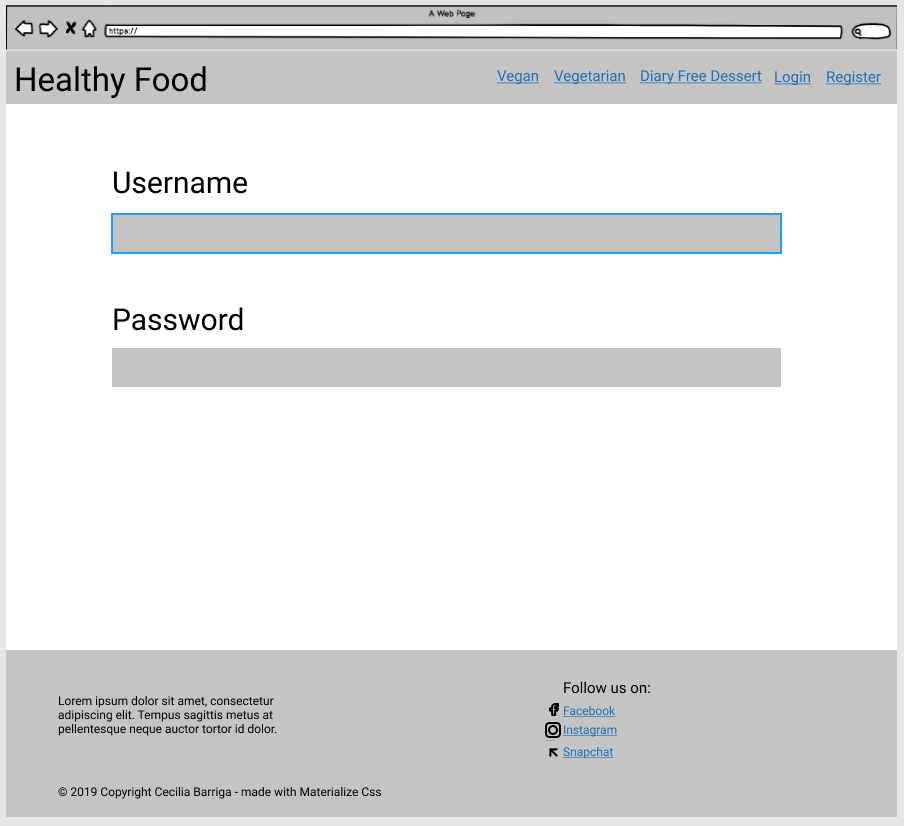 A Web Page
https://
Healthy Food
Vegan Vegetarian Diary Free Dessert Login Register
Username
Password
Lorem ipsum dolor sit amet, consectetur
adipiscing elit. Tempus sagittis metus at
pellentesque neque auctor tortor id dolor.
Follow us on:
Facebook
Instagram
Snapchat
© 2019 Copyright Cecilia Barriga - made with Materialize Css